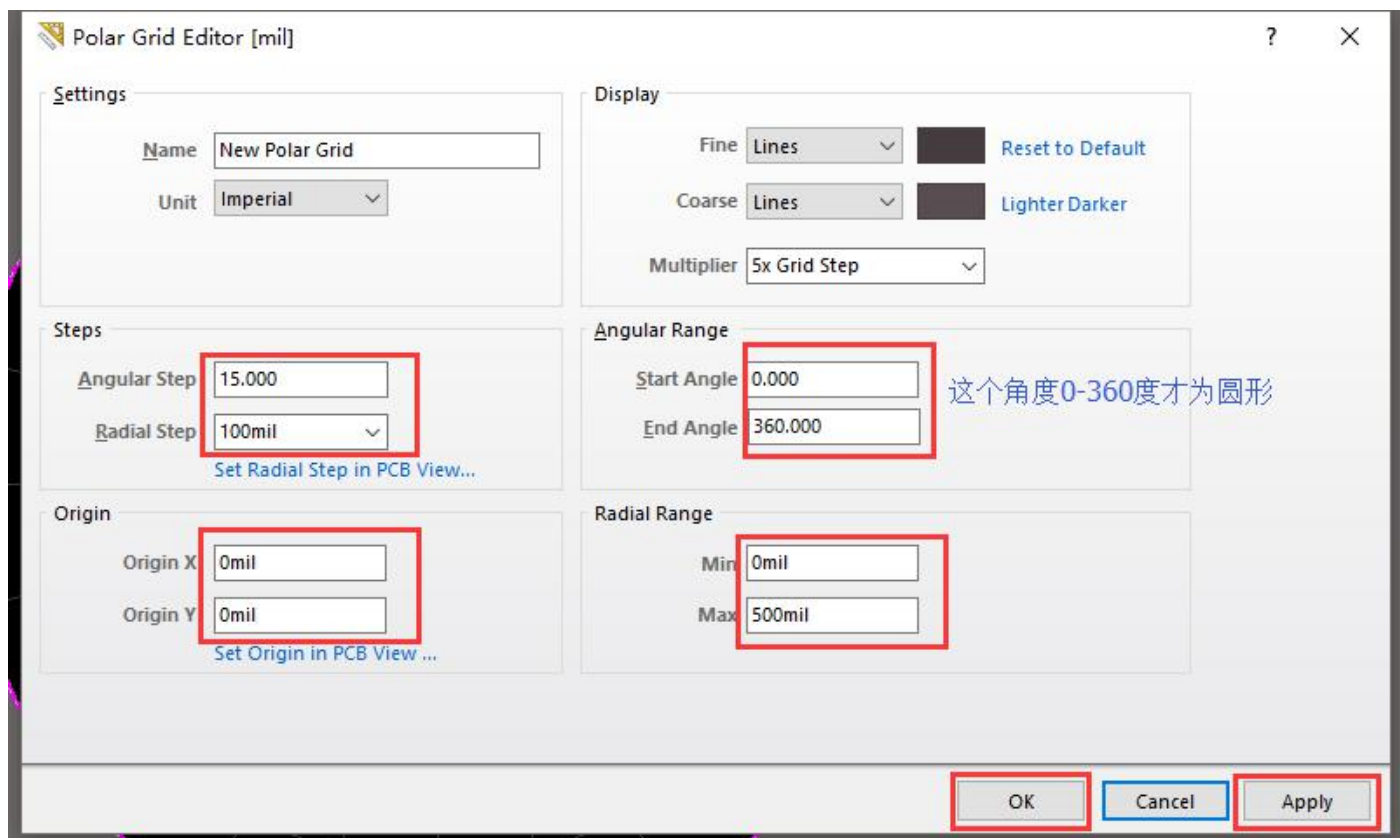 Polar Grid Editor [mil]
?
Settings
Name New Polar Grid
Unit Imperial
Display
Fine Lines Reset to Default
Coarse Lines Lighter Darker
Multiplier 5x Grid Step
Steps
Angular Step 15.000
Radial Step 100mil
Set Radial Step in PCB View...
Angular Range
Start Angle 0.000
End Angle 360.000
这个角度0-360度才为圆形
Origin
Origin X 0mil
Origin Y 0mil
Set Origin in PCB View ...
Radial Range
Min 0mil
Max 500mil
OK Cancel Apply